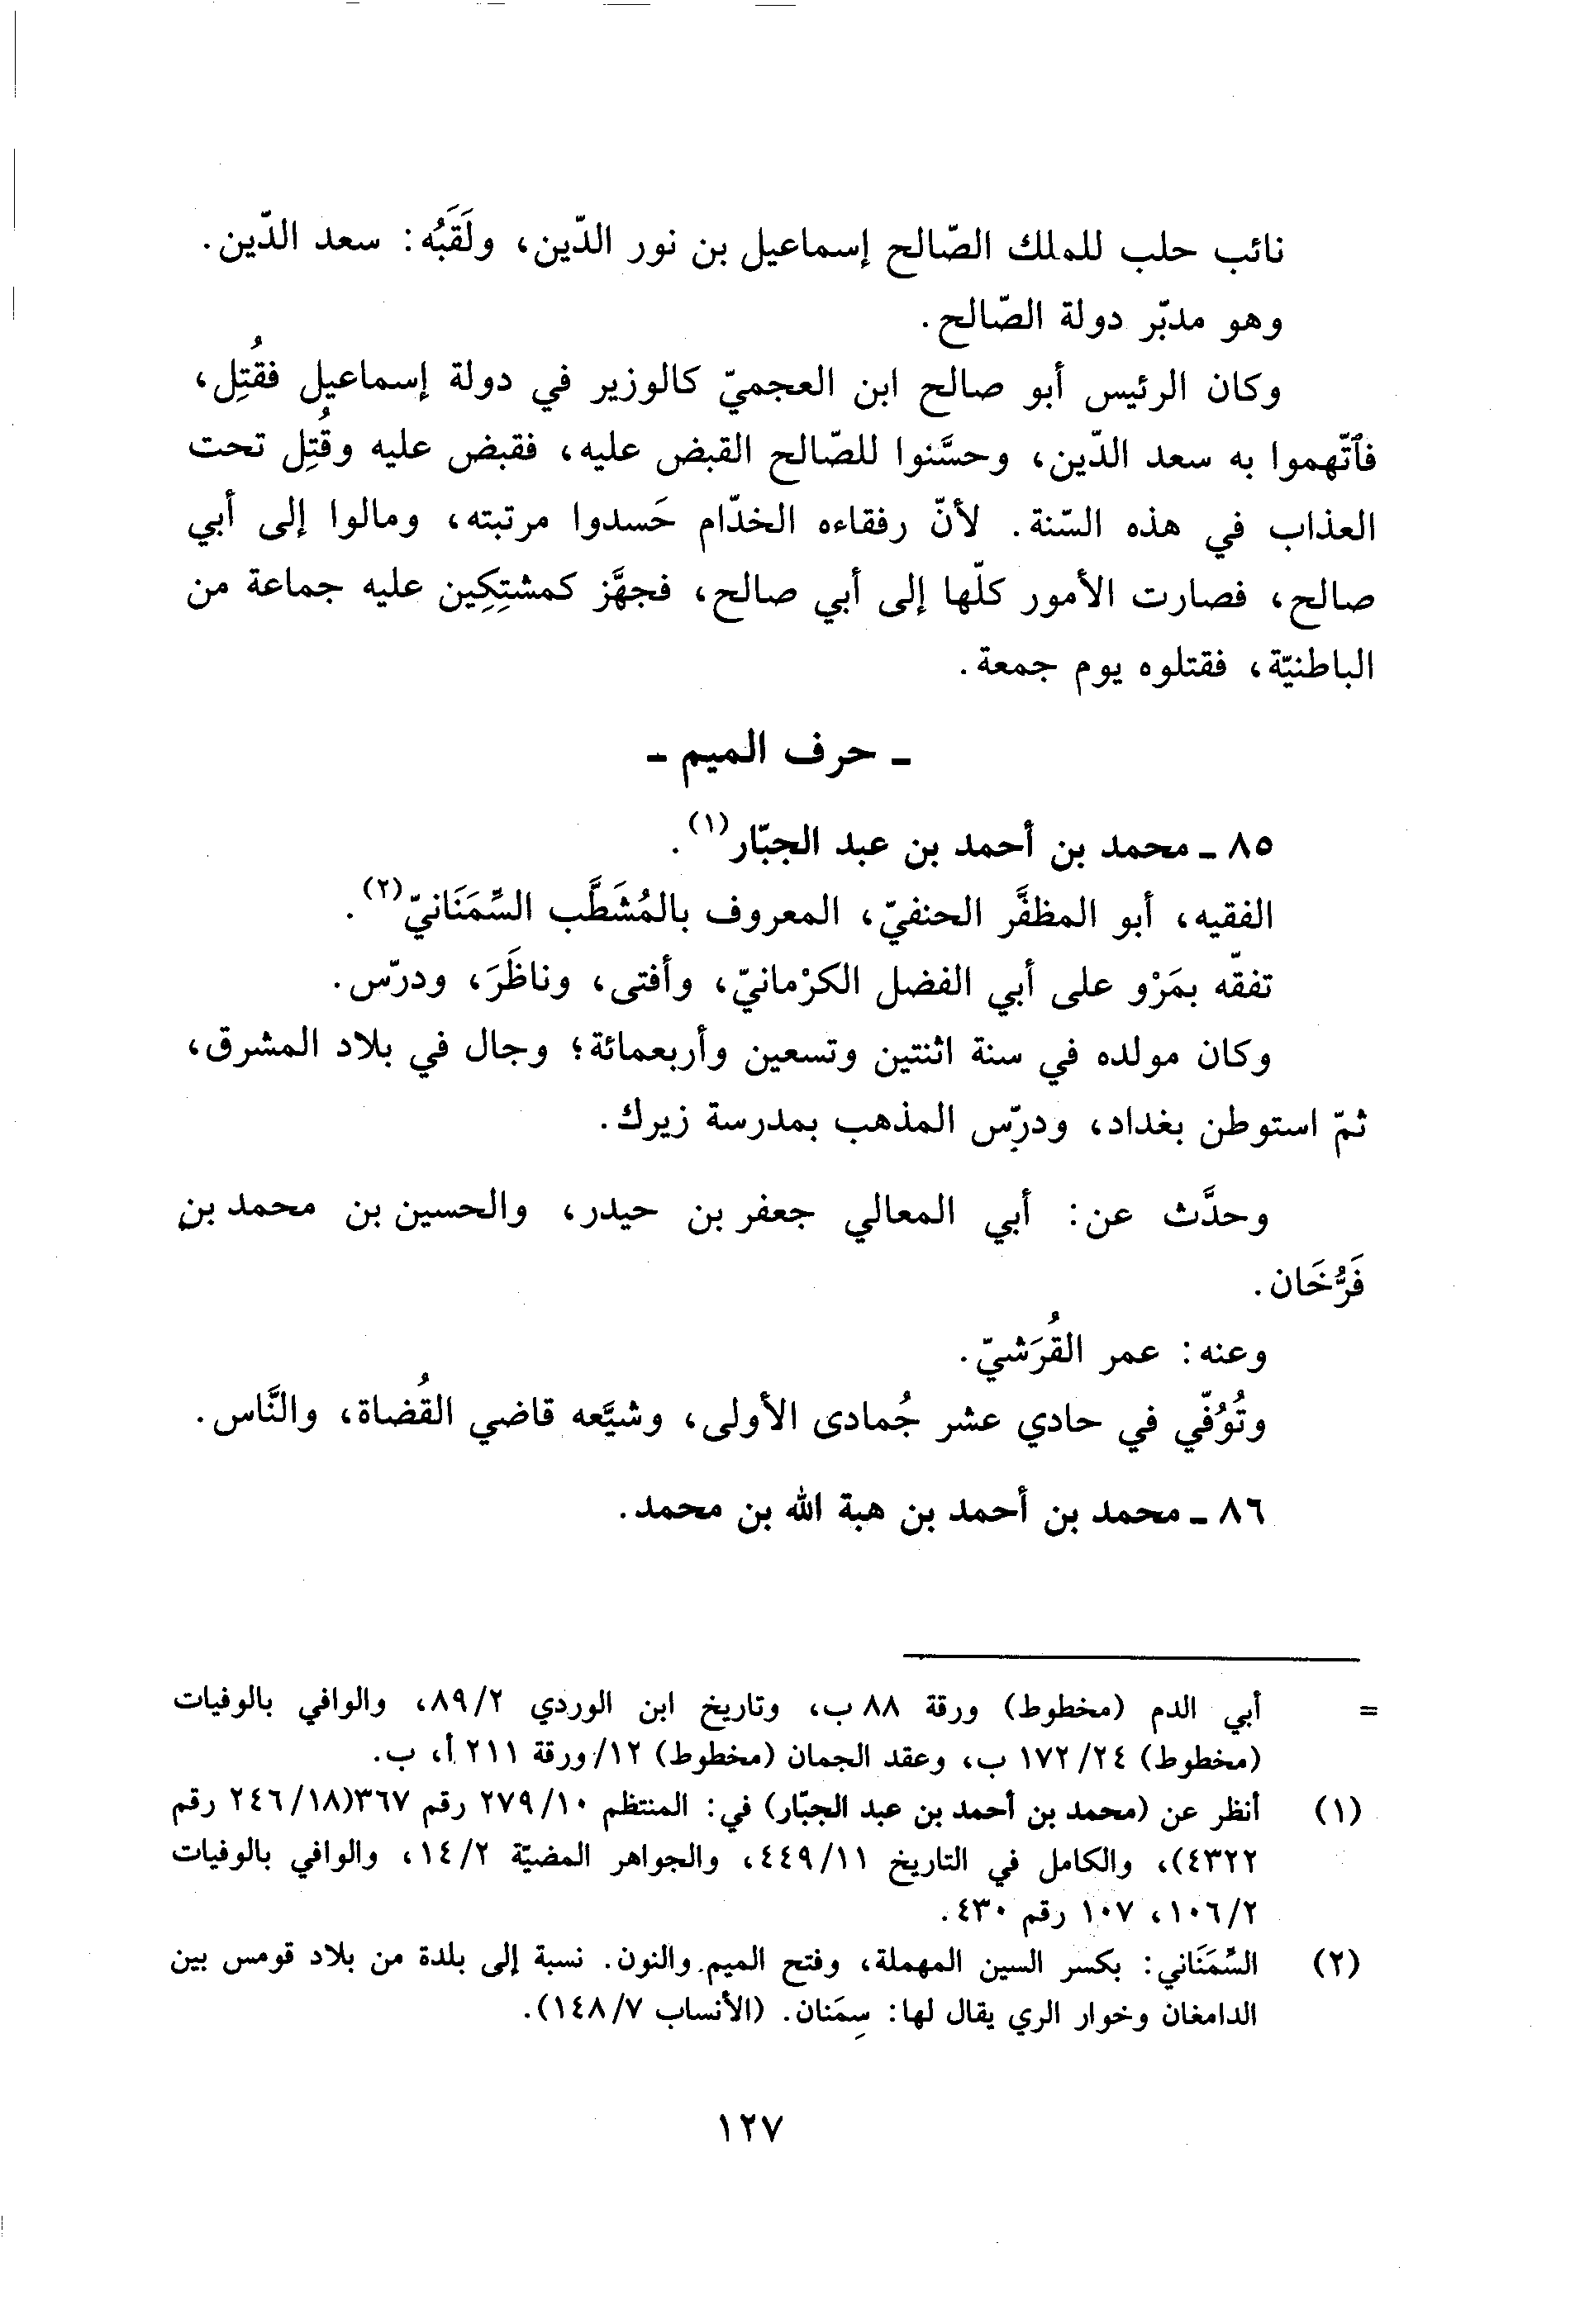 نائب حلب للملك الصّالح إسماعيل بن نور الدّين، ولَقَبُه: سعد الدّين.
وهو مدبّر دولة الصّالح.
وكان الرئيس أبو صالح ابن العجميّ كالوزير في دولة إسماعيل فقُتِل،
فٱتّهموا به سعد الدّين، وحسَّنوا للصّالح القبض عليه، فقبض عليه وقُتِل تحت
العذاب في هذه السّنة. لأنّ رفقاءه الخدّام حَسدوا مرتبته، ومالوا إلى أبي
صالح، فصارت الأمور كلّها إلى أبي صالح، فجهَّز كمشتِكِين عليه جماعة من
الباطنيّة، فقتلوه يوم جمعة.
ـ حرف الميم ـ
٨٥ ـ محمد بن أحمد بن عبد الجبّار(١).
الفقيه، أبو المظفَّر الحنفيّ، المعروف بالمُشَطَّب السِّمَنَانيّ(٢).
تفقّه بمَرْو على أبي الفضل الكرْمانيّ، وأفتى، وناظَرَ، ودرّس.
وكان مولده في سنة اثنتين وتسعين وأربعمائة؛ وجال في بلاد المشرق،
ثمّ استوطن بغداد، ودرّس المذهب بمدرسة زيرك.
وحدَّث عن: أبي المعالي جعفر بن حيدر، والحسين بن محمد بن
فَرُّخَان.
وعنه: عمر القُرَشيّ.
وتُوُفّي في حادي عشر جُمادى الأولى، وشيَّعه قاضي القُضاة، والنَّاس.
٨٦ ـ محمد بن أحمد بن هبة الله بن محمد.
= أبي الدم (مخطوط) ورقة ٨٨ ب، وتاريخ ابن الوردي ٨٩/٢، والوافي بالوفيات
(مخطوط) ١٧٢/٢٤ ب، وعقد الجمان (مخطوط) ١٢/ورقة ٢١١ أ، ب.
(١) أنظر عن (محمد بن أحمد بن عبد الجبّار) في: المنتظم ٢٧٩/١٠ رقم ٣٦٧(٢٤٦/١٨ رقم
٤٣٢٢)، والكامل في التاريخ ٤٤٩/١١، والجواهر المضيّة ١٤/٢، والوافي بالوفيات
١٠٦/٢، ١٠٧ رقم ٤٣٠.
(٢) السِّمَنَاني: بكسر السين المهملة، وفتح الميم والنون. نسبة إلى بلدة من بلاد قومس بين
الدامغان وخوار الري يقال لها: سِمَنان. (الأنساب ١٤٨/٧).
١٢٧